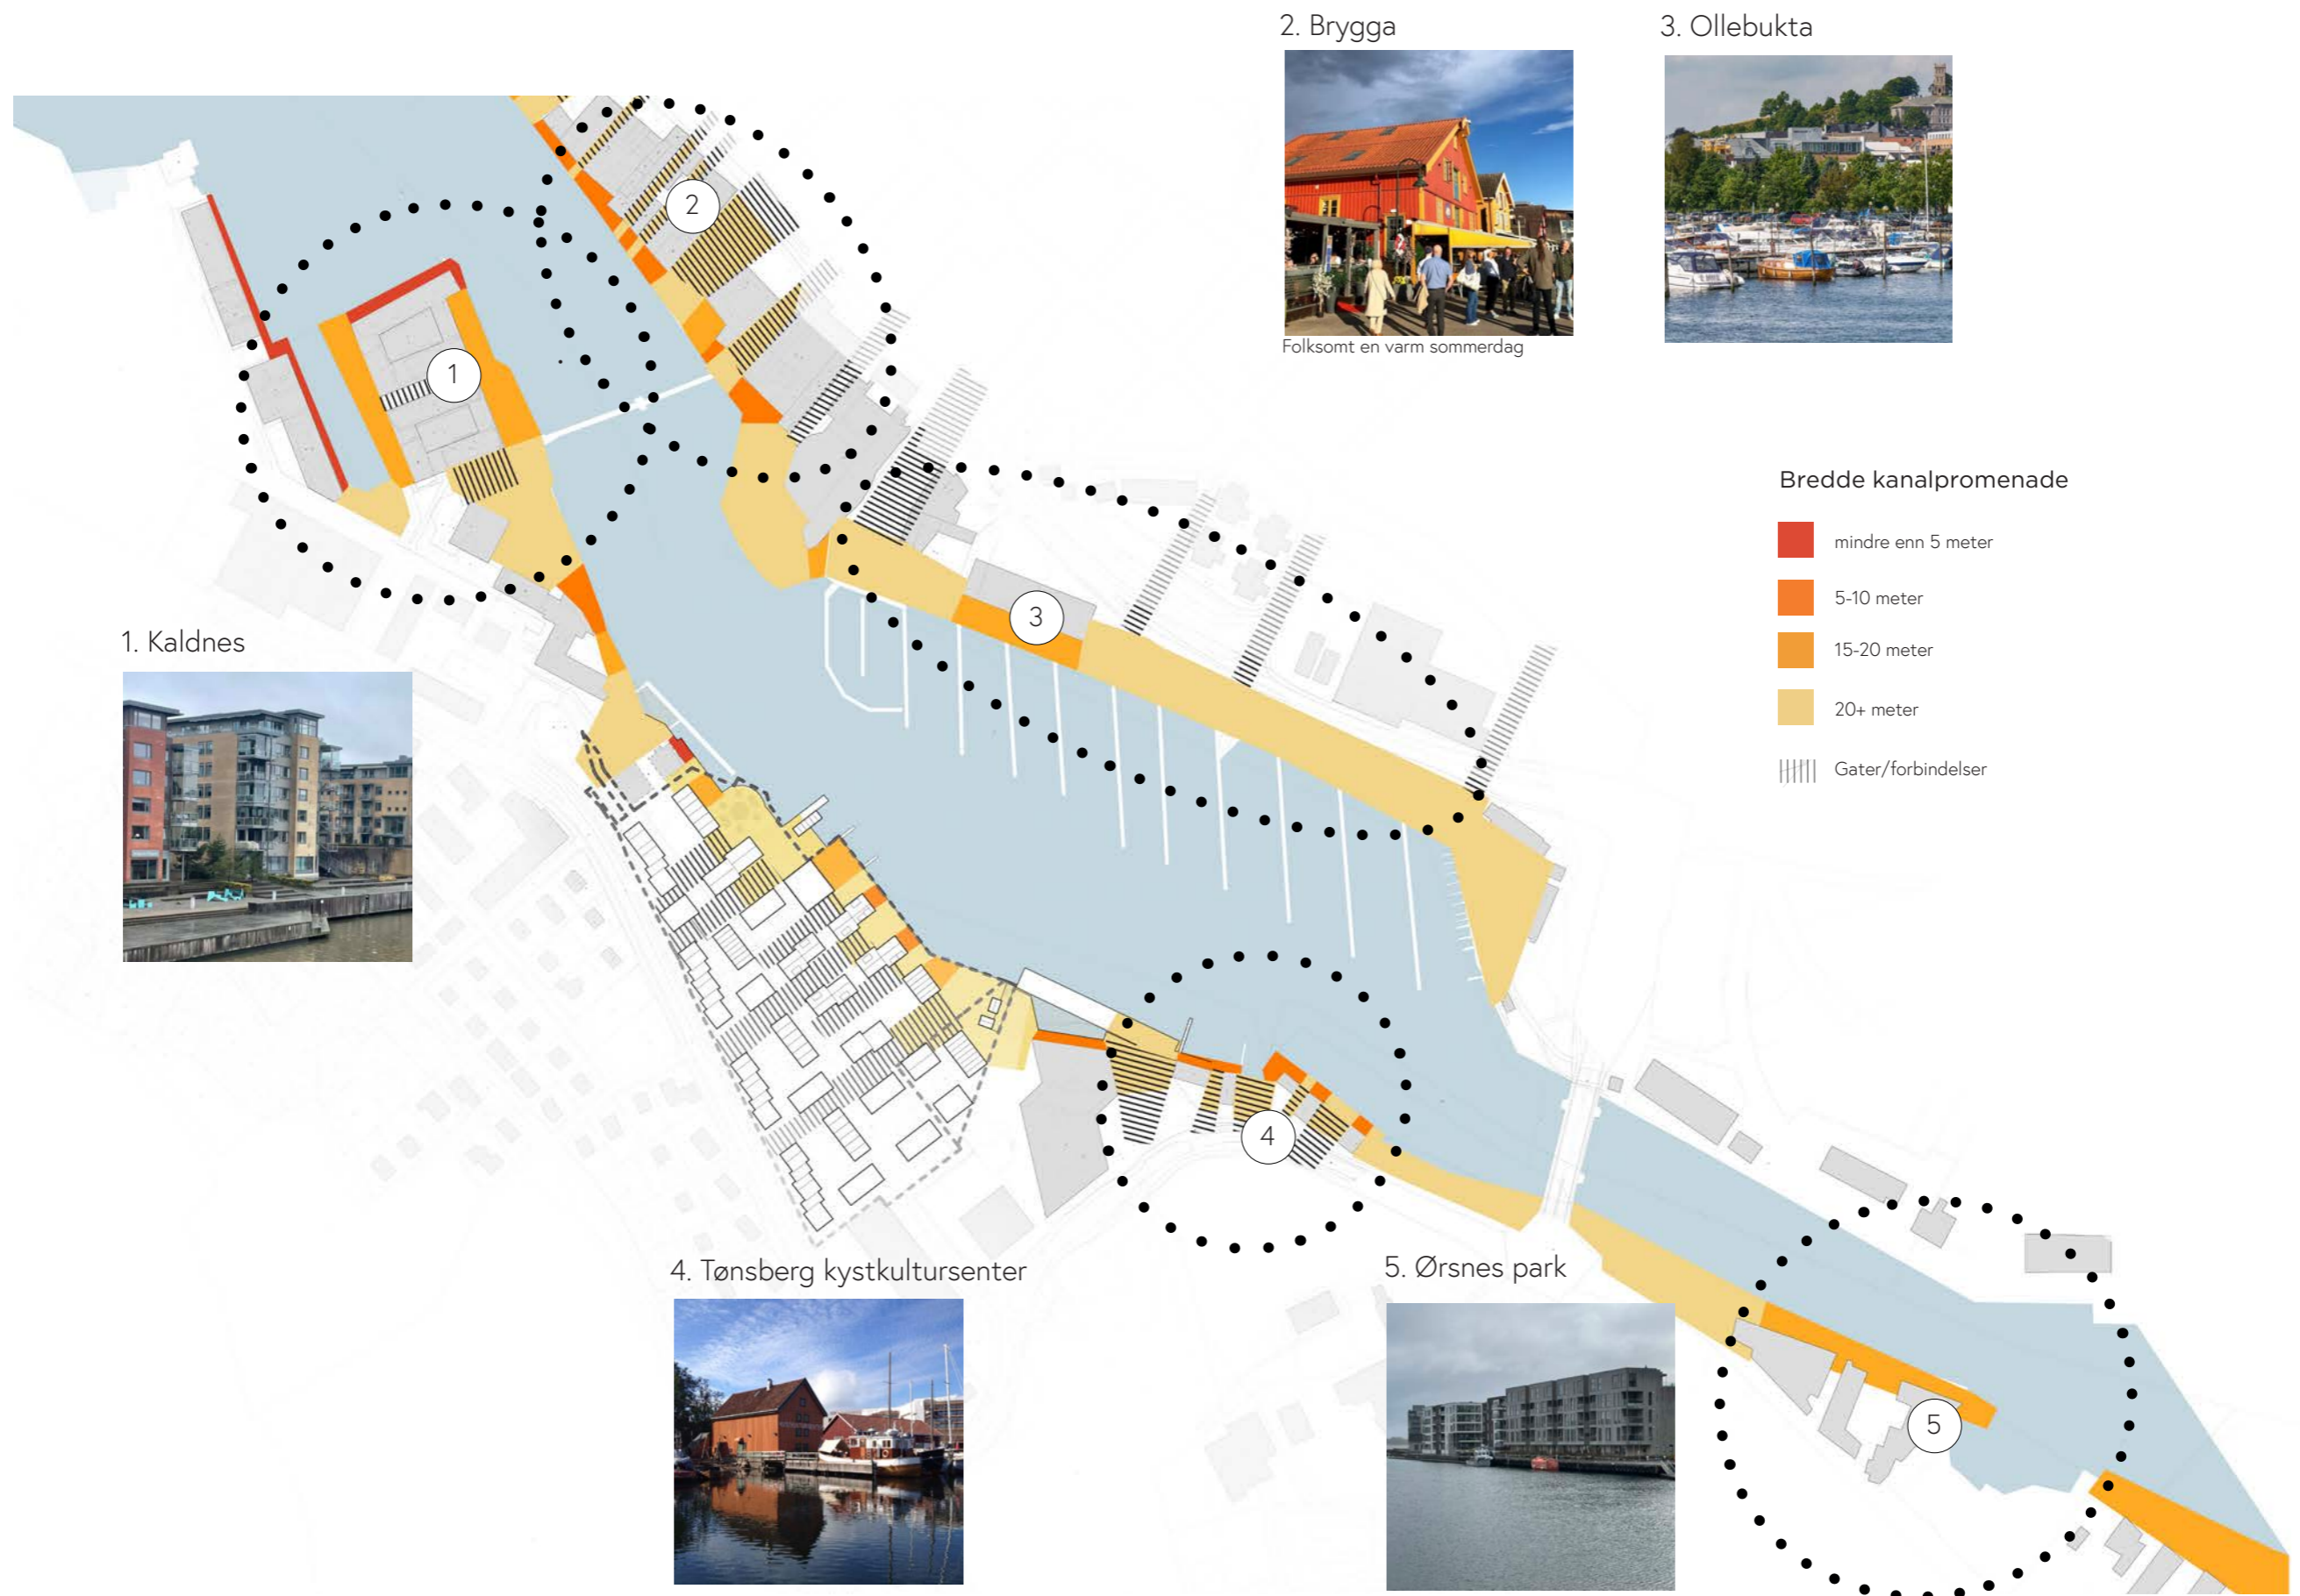 2. Brygga
3. Ollebukta
Folksomt en varm sommerdag
2
1
Bredde kanalpromenade
mindre enn 5 meter
5-10 meter
15-20 meter
20+ meter
Gater/forbindelser
3
1. Kaldnes
4
4. Tønsberg kystkultursenter
5. Ørsnes park
5